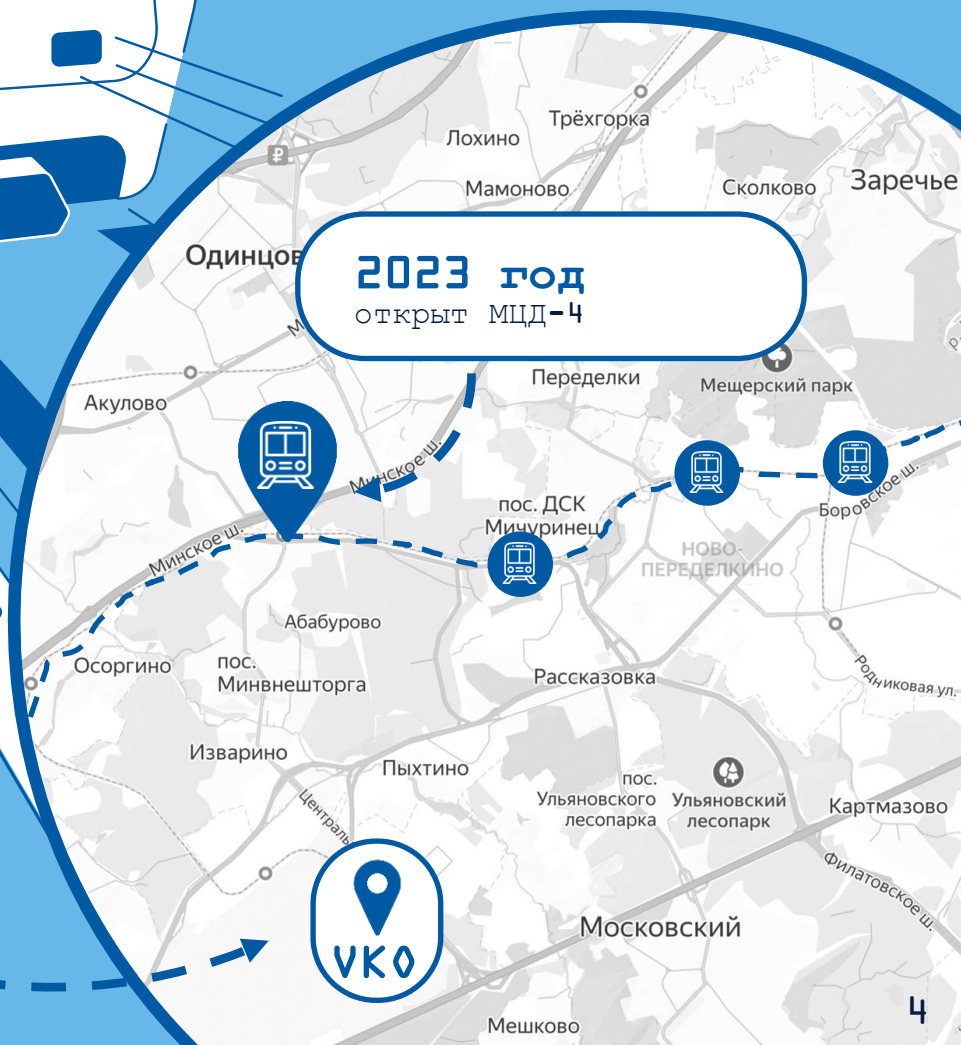 Трёхгорка
Лохино
Мамоново
Сколково
Заречье
Одинцов
2023 год
открыт МЦД-4
Переделки
Мещерский парк
Акулово
Минское ш.
Боровское ш.
пос. ДСК
Мичуринец
Минское ш.
НОВО-
ПЕРЕДЕЛКИНО
Абабурово
Осоргино
пос.
Минвнешторга
Рассказовка
Родниковая ул.
Изварино
Пыхтино
пос.
Ульяновского
лесопарка
Ульяновский
лесопарк
Картмазово
Централь
Филатовское ш.
Московский
VKO
Мешково
4